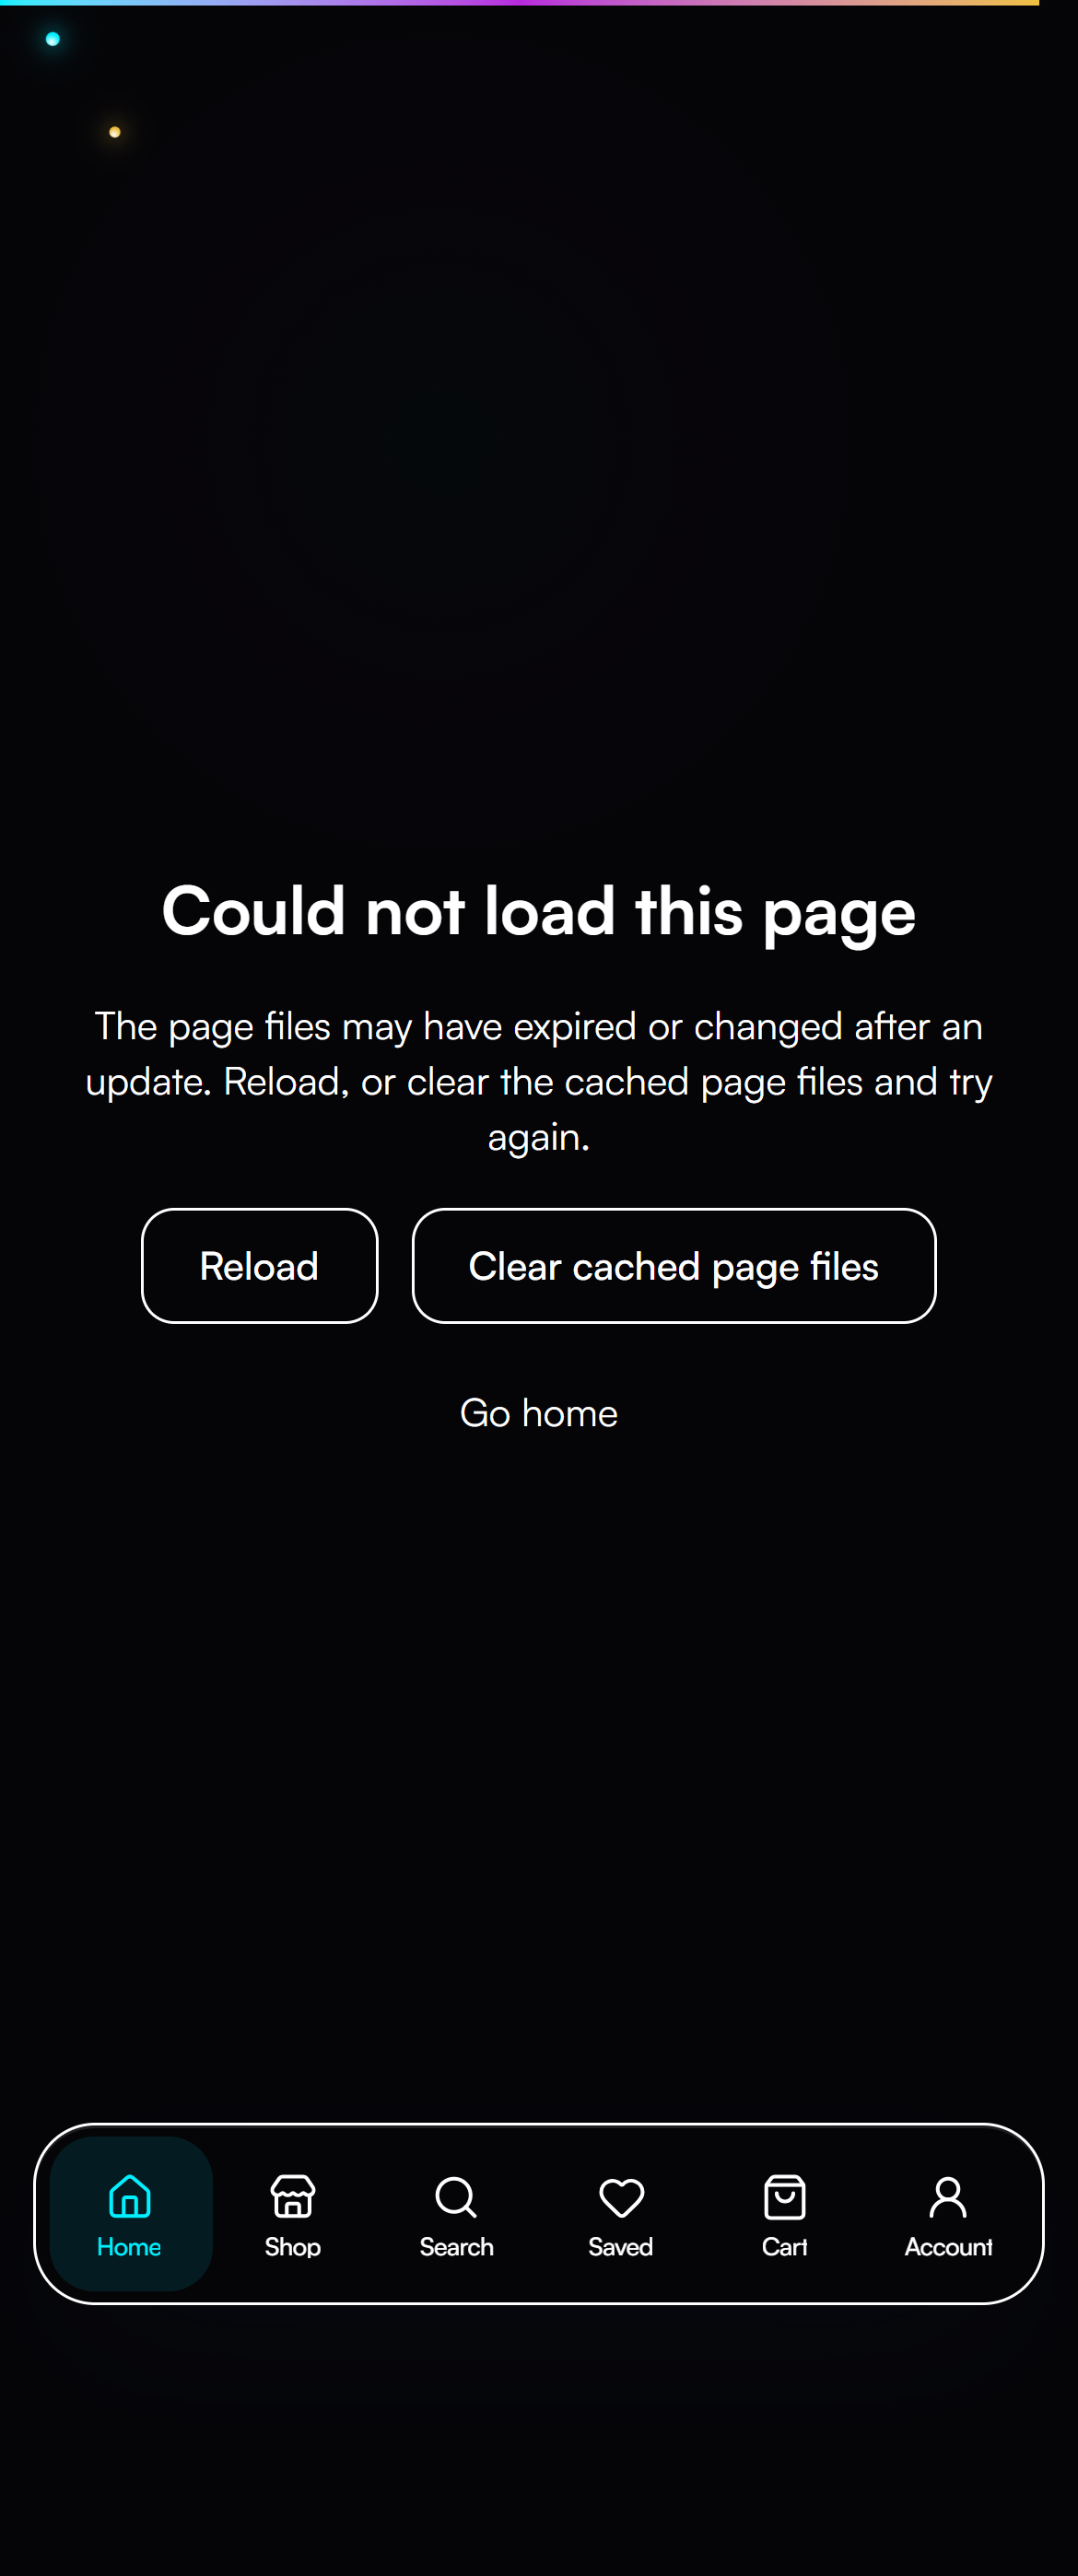 Could not load this page
The page files may have expired or changed after an
update. Reload, or clear the cached page files and try
again.
Reload
Clear cached page files
Go home
Home
Shop
Search
Saved
Cart
Account